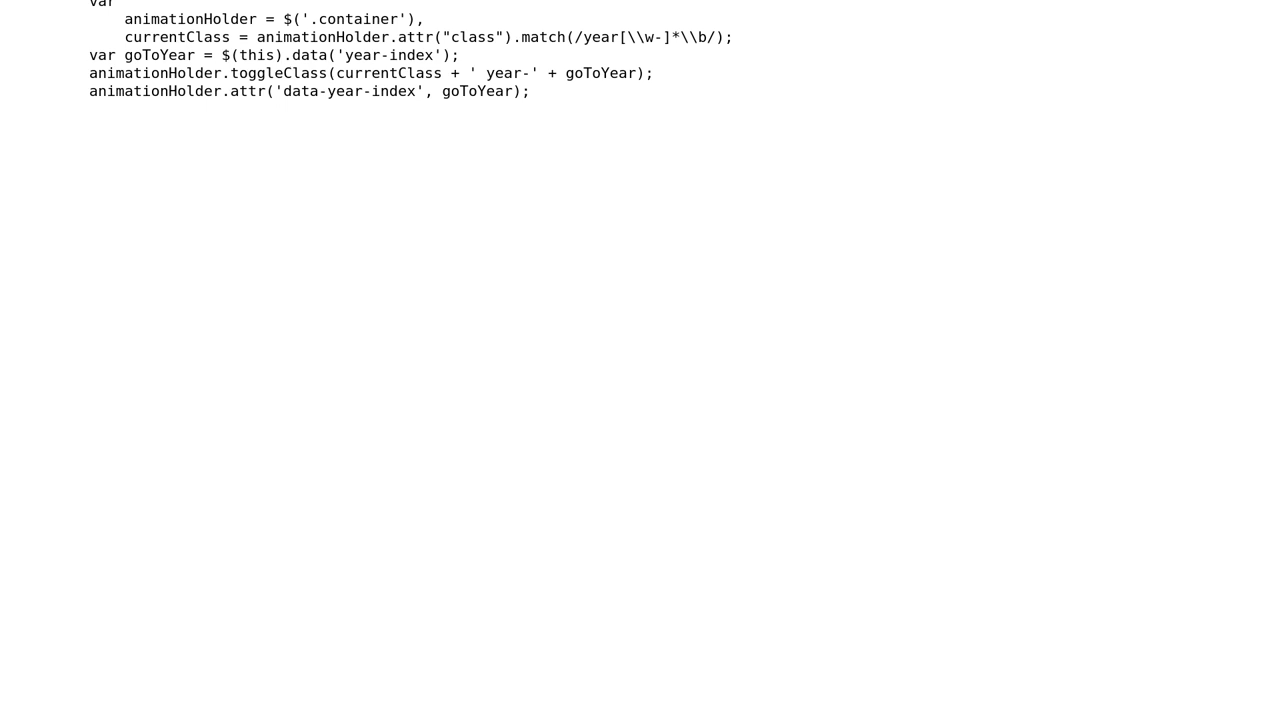 var
    animationHolder = $('.container'),
    currentClass = animationHolder.attr("class").match(/year[\\w-]*\\b/);
var goToYear = $(this).data('year-index');
animationHolder.toggleClass(currentClass + ' year-' + goToYear);
animationHolder.attr('data-year-index', goToYear);